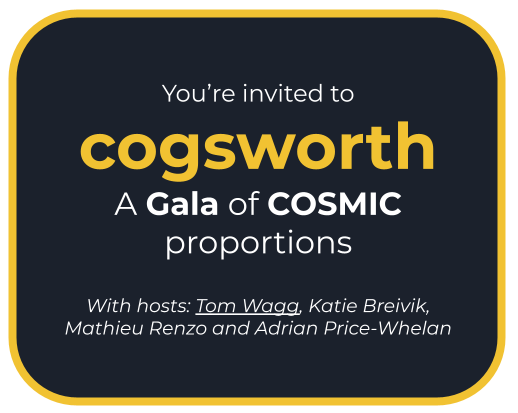 You’re invited to
cogsworth
A Gala of COSMIC
proportions
With hosts: Tom Wagg, Katie Breivik,
Mathieu Renzo and Adrian Price-Whelan